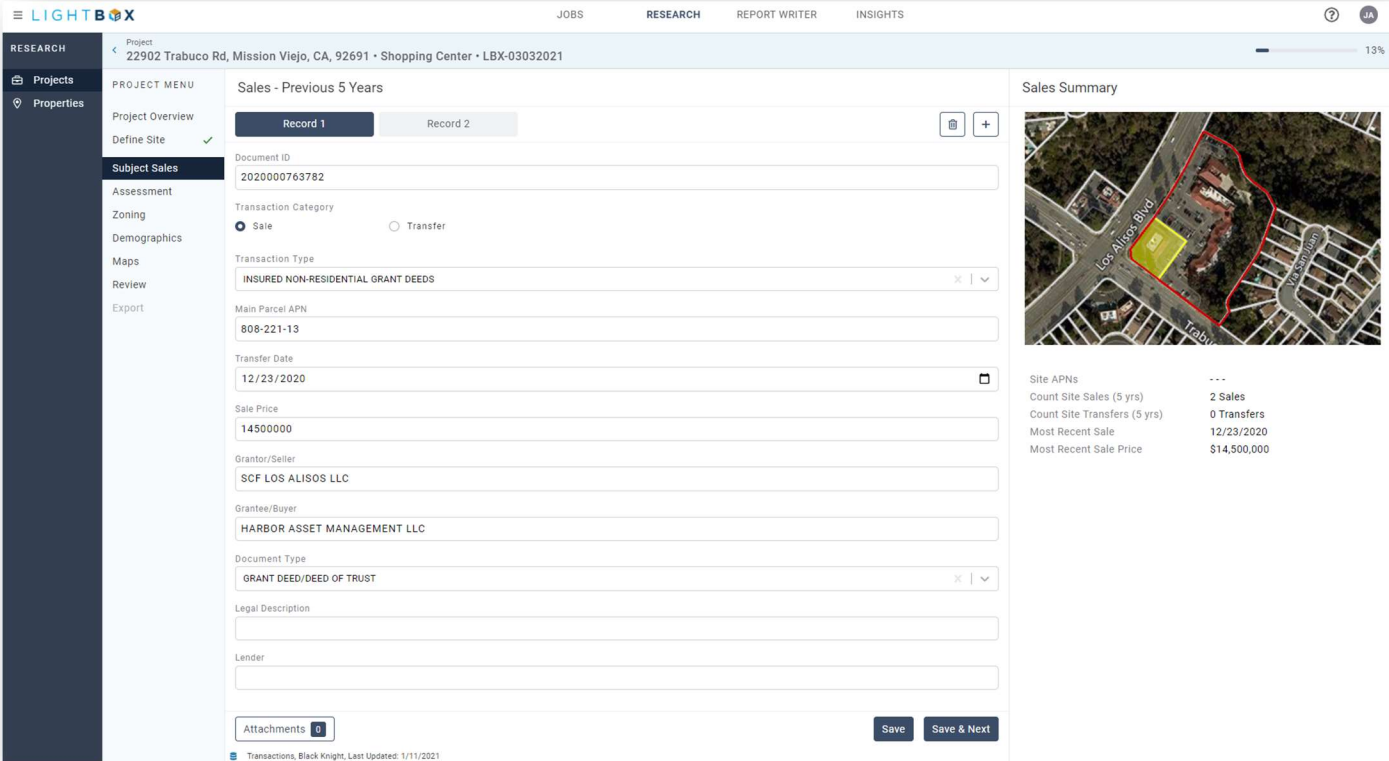 LIGHTBOX
JOBS
RESEARCH
REPORT WRITER
INSIGHTS
?
JA
RESEARCH
Projects
Properties
Project
22902 Trabuco Rd, Mission Viejo, CA, 92691 • Shopping Center • LBX-03032021
13%
PROJECT MENU
Project Overview
Define Site
Subject Sales
Assessment
Zoning
Demographics
Maps
Review
Export
Sales - Previous 5 Years
Record 1
Record 2
+
Document ID
2020000763782
Transaction Category
Sale
Transfer
Transaction Type
INSURED NON-RESIDENTIAL GRANT DEEDS
Main Parcel APN
808-221-13
Transfer Date
12/23/2020
Sale Price
14500000
Grantor/Seller
SCF LOS ALISOS LLC
Grantee/Buyer
HARBOR ASSET MANAGEMENT LLC
Document Type
GRANT DEED/DEED OF TRUST
Legal Description
Lender
Attachments 0
Save
Save & Next
Transactions, Black Knight, Last Updated: 1/11/2021
Sales Summary
Los Alisos Blvd
Via San Juan
Site APNs
---
Count Site Sales (5 yrs)
2 Sales
Count Site Transfers (5 yrs)
0 Transfers
Most Recent Sale
12/23/2020
Most Recent Sale Price
$14,500,000